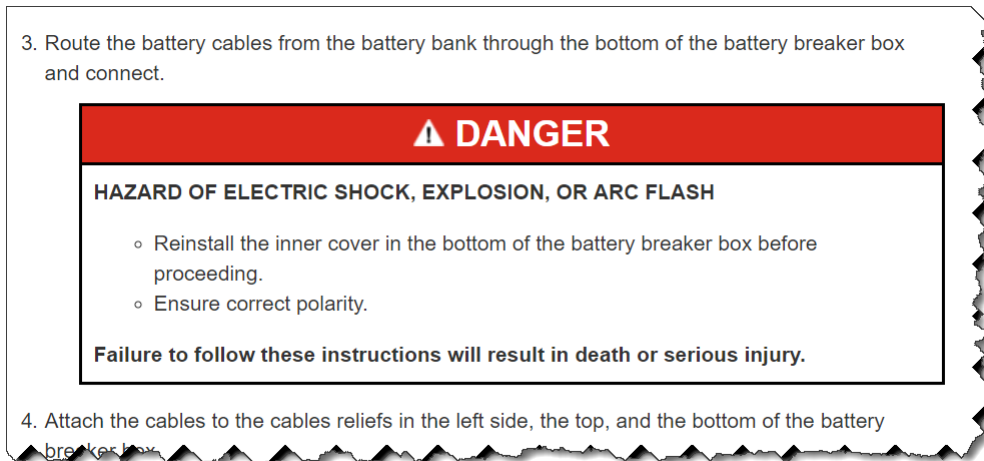 3. Route the battery cables from the battery bank through the bottom of the battery breaker box
and connect.
DANGER
HAZARD OF ELECTRIC SHOCK, EXPLOSION, OR ARC FLASH
Reinstall the inner cover in the bottom of the battery breaker box before
proceeding.
Ensure correct polarity.
Failure to follow these instructions will result in death or serious injury.
4. Attach the cables to the cables reliefs in the left side, the top, and the bottom of the battery
breaker box